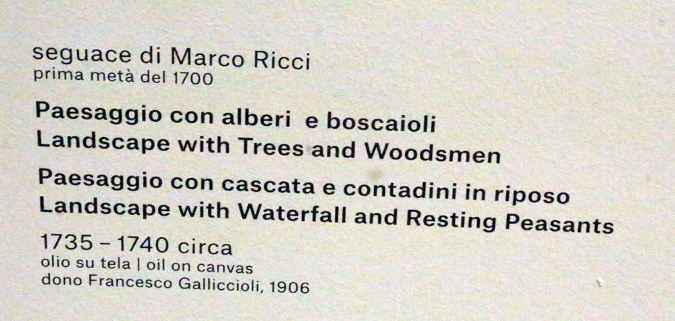 seguace di Marco Ricci
prima metà del 1700
Paesaggio con alberi e boscaioli
Landscape with Trees and Woodsmen
Paesaggio con cascata e contadini in riposo
Landscape with Waterfall and Resting Peasants
1735 – 1740 circa
olio su tela | oil on canvas
dono Francesco Galliccioli, 1906